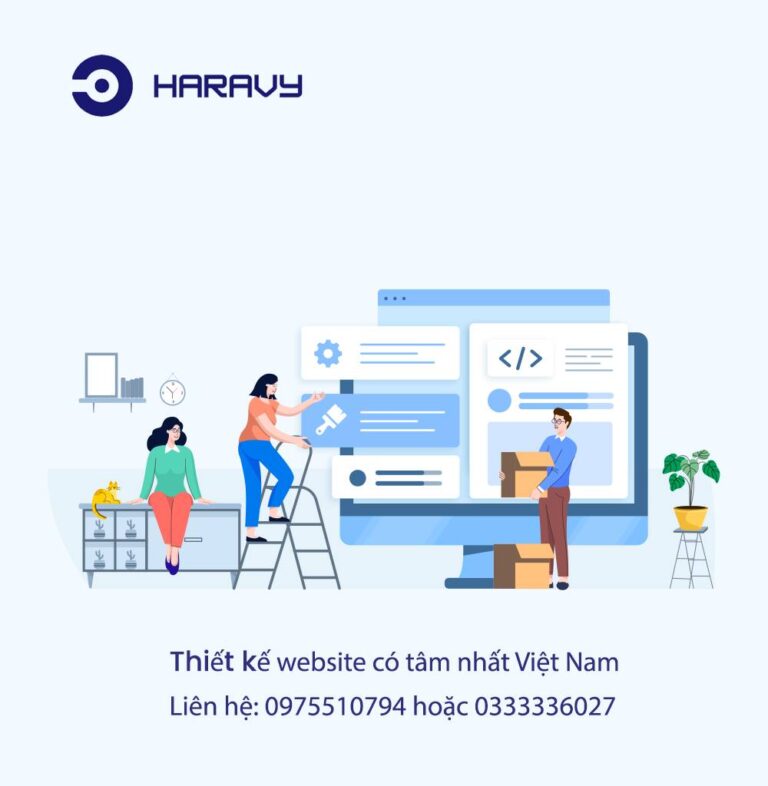 HARAVY
</>
Thiết kế website có tâm nhất Việt Nam
Liên hệ: 0975510794 hoặc 0333336027